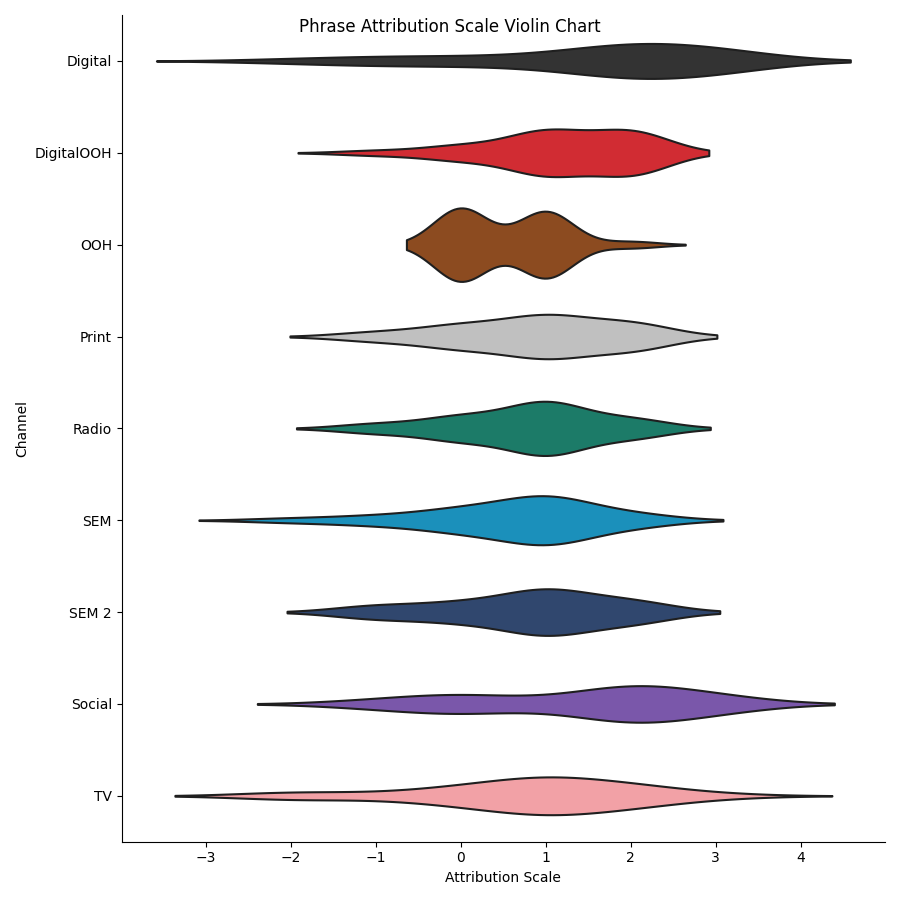 Phrase Attribution Scale Violin Chart
Digital
DigitalOOH
OOH
Print
Radio
SEM
SEM 2
Social
TV
Channel
−3 −2 −1 0 1 2 3 4
Attribution Scale